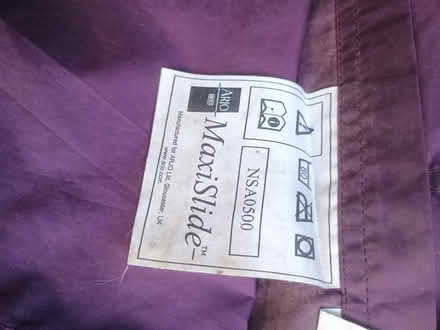 ARJO
MaxiSlide™
Manufactured for ARJO Ltd, Gloucester, UK
www.arjo.com
NSA0500